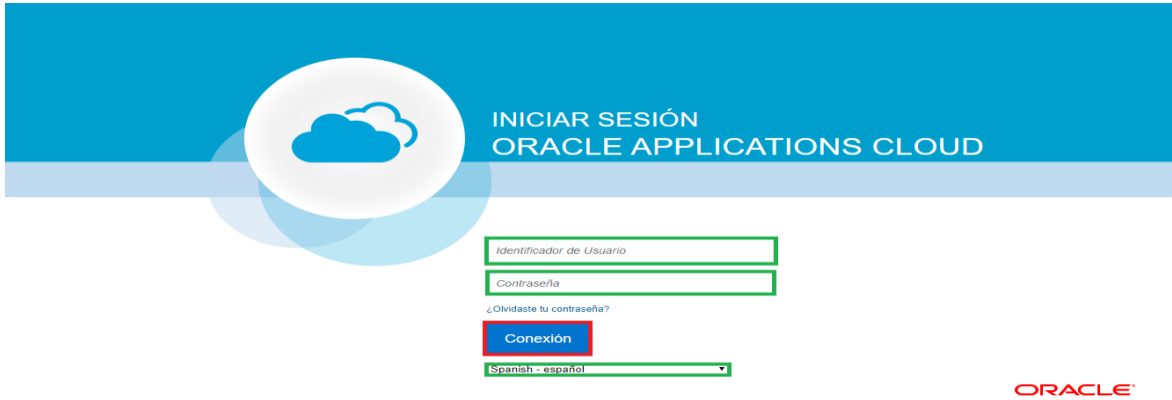 INICIAR SESIÓN
ORACLE APPLICATIONS CLOUD
Identificador de Usuario
Contraseña
¿Olvidaste tu contraseña?
Conexión
Spanish - español
ORACLE